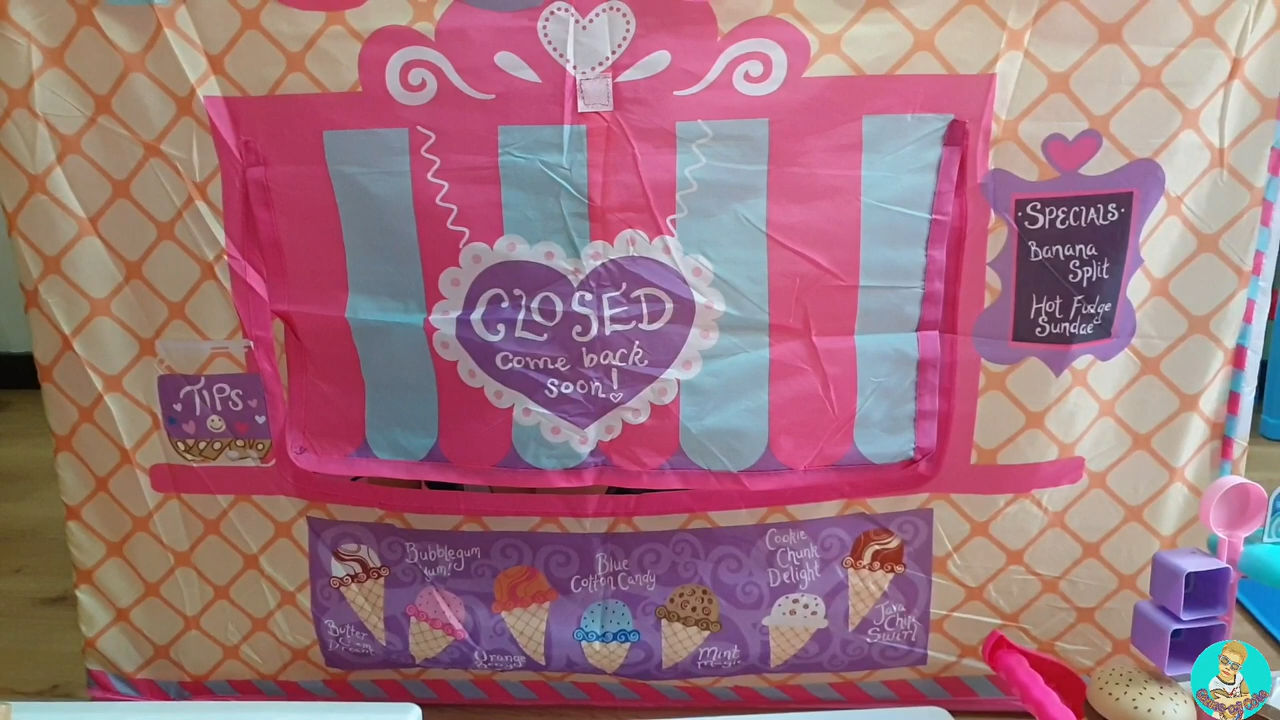 SPECIALS
Banana
Split
Hot Fudge
Sundae
CLOSED
come back
soon!
TIPS
Bubblegum
Yum!
Blue
Cotton Candy
Cookie
Chunk
Delight
Butter
Cream
Dream
Orange
Mint
Magic
Java
Chip
Swirl